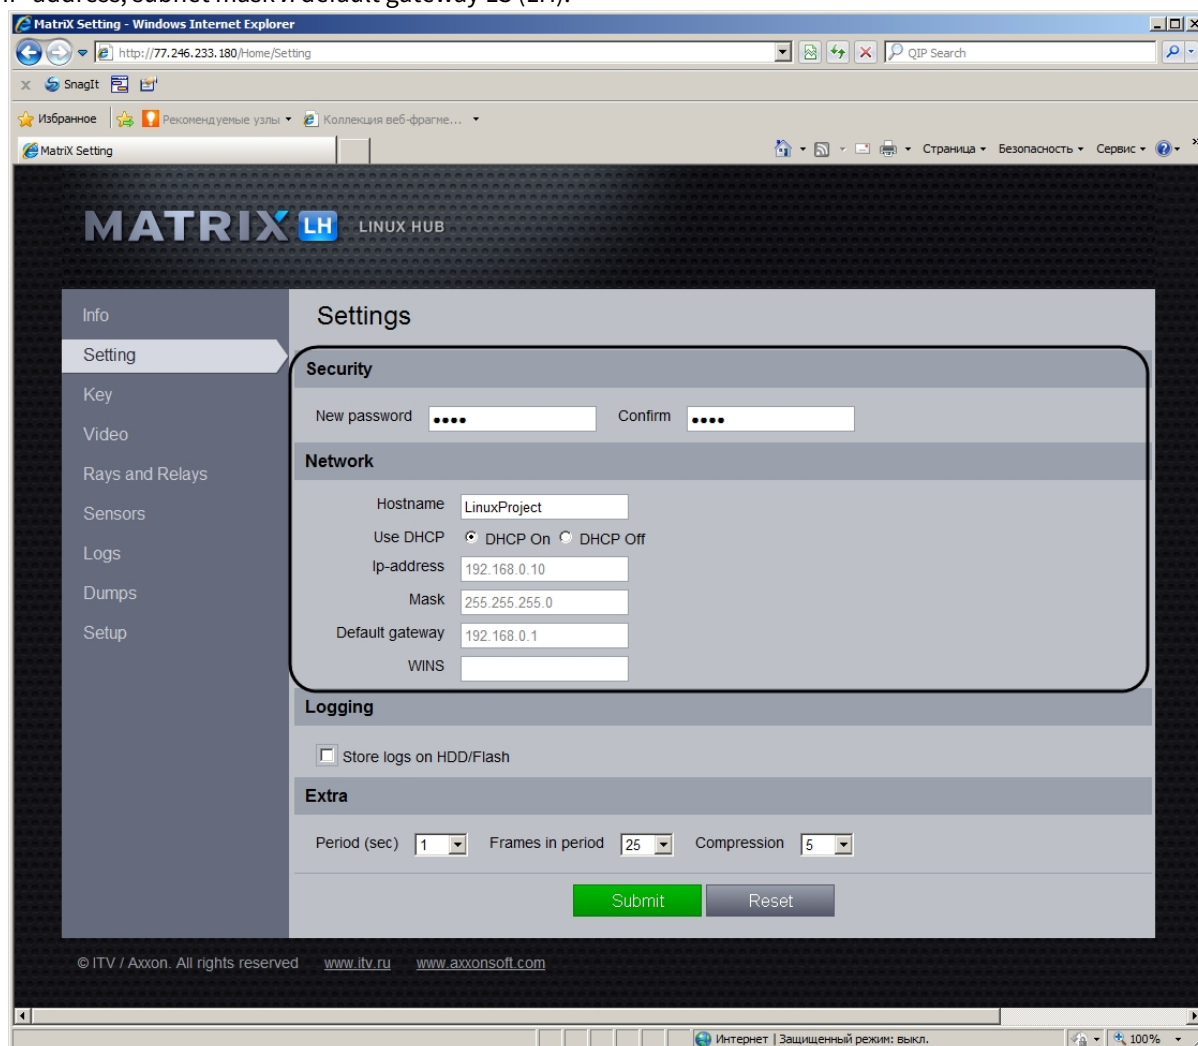 IP-address, subnet mask и default gateway LS (LH).
MatriX Setting - Windows Internet Explorer
http://77.246.233.180/Home/Setting
QIP Search
SnagIt
Избранное
Рекомендуемые узлы
Коллекция веб-фрагме...
MatriX Setting
Страница
Безопасность
Сервис
MATRIX LH LINUX HUB
Info
Setting
Key
Video
Rays and Relays
Sensors
Logs
Dumps
Setup
Settings
Security
New password ••••
Confirm ••••
Network
Hostname LinuxProject
Use DHCP DHCP On DHCP Off
Ip-address 192.168.0.10
Mask 255.255.255.0
Default gateway 192.168.0.1
WINS
Logging
Store logs on HDD/Flash
Extra
Period (sec) 1 Frames in period 25 Compression 5
Submit Reset
© ITV / Axxon. All rights reserved www.itv.ru www.axxonsoft.com
Интернет | Защищенный режим: выкл.
100%